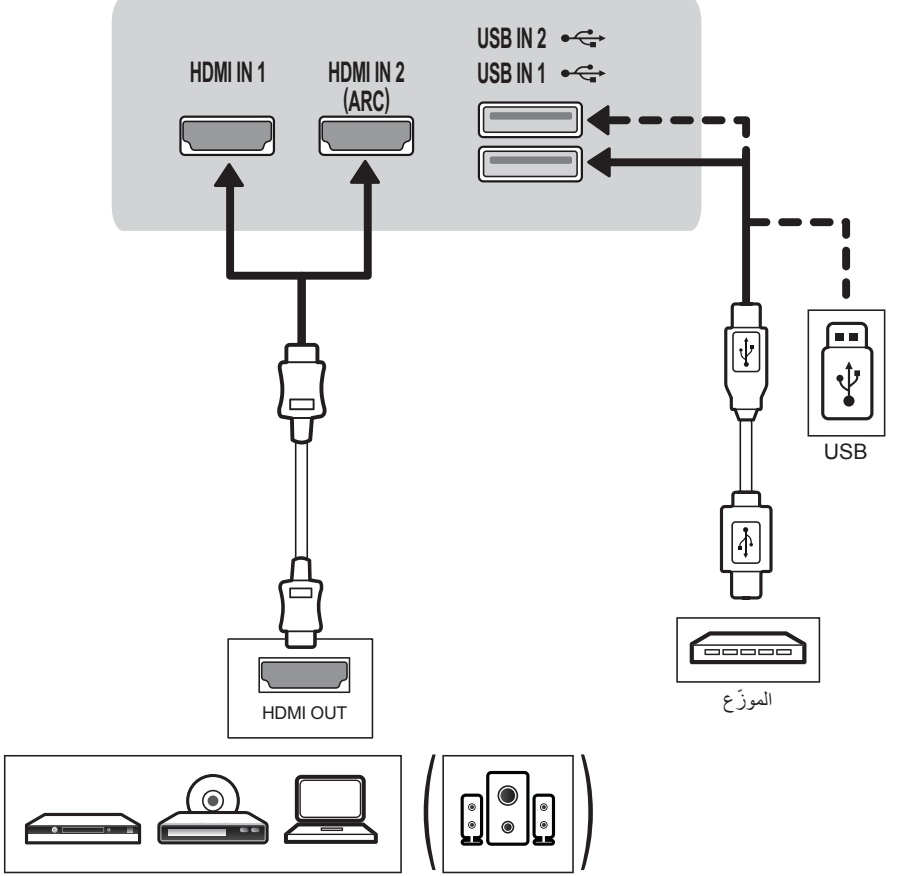 USB IN 2
HDMI IN 1
HDMI IN 2
(ARC)
USB IN 1
USB
الموزّع
HDMI OUT